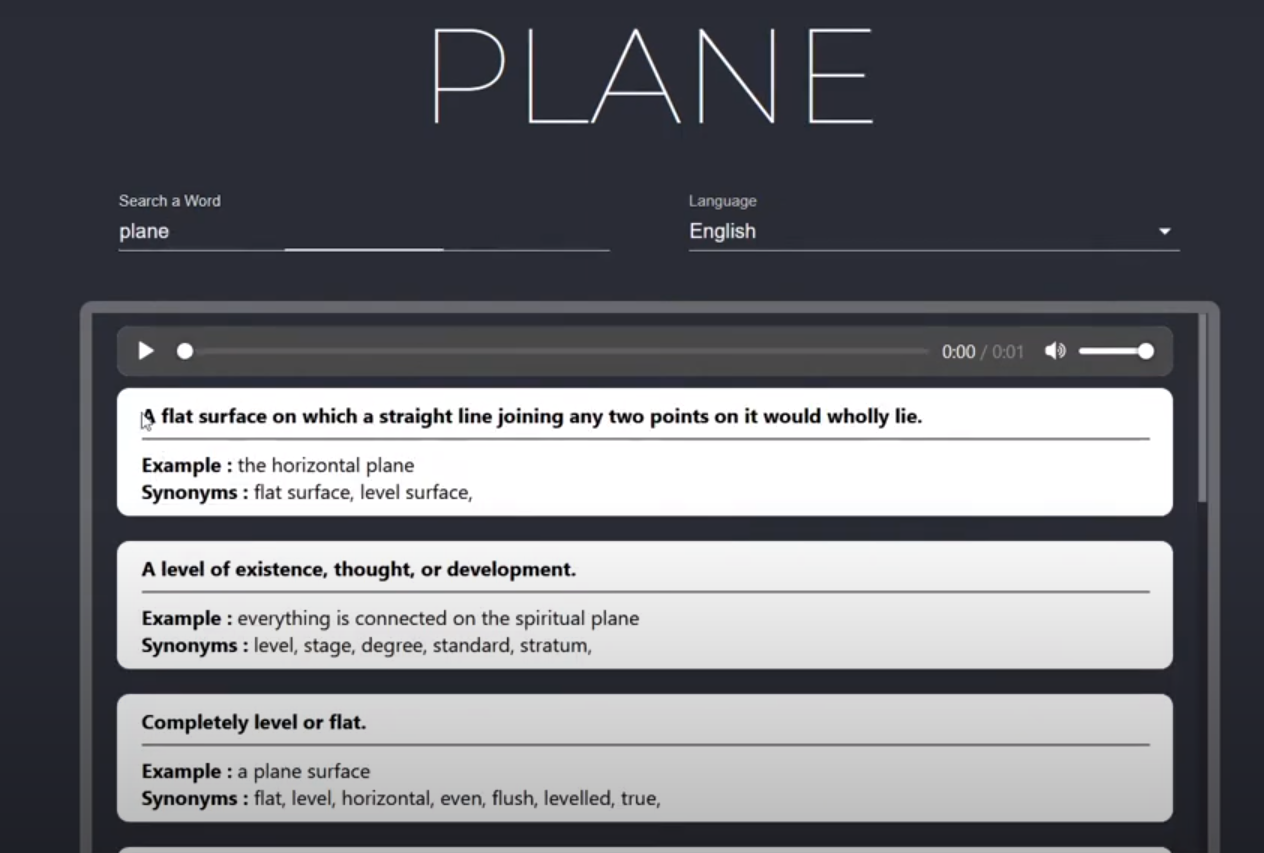 PLANE
Search a Word
plane
Language
English
0:00 / 0:01
A flat surface on which a straight line joining any two points on it would wholly lie.
Example : the horizontal plane
Synonyms : flat surface, level surface,
A level of existence, thought, or development.
Example : everything is connected on the spiritual plane
Synonyms : level, stage, degree, standard, stratum,
Completely level or flat.
Example : a plane surface
Synonyms : flat, level, horizontal, even, flush, levelled, true,